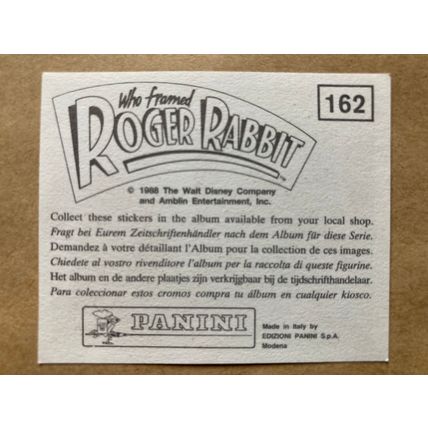 Who Framed
ROGER RABBIT
162
© 1988 The Walt Disney Company
and Amblin Entertainment, Inc.
Collect these stickers in the album available from your local shop.
Fragt bei Eurem Zeitschriftenhändler nach dem Album für diese Serie.
Demandez à votre détaillant l'Album pour la collection de ces images.
Chiedete al vostro rivenditore l'album per la raccolta di queste figurine.
Het album en de andere plaatjes zijn verkrijgbaar bij de tijdschrifthandelaar.
Para coleccionar estos cromos compra tu álbum en cualquier kiosco.
PANINI
Made in Italy by
EDIZIONI PANINI S.p.A.
Modena